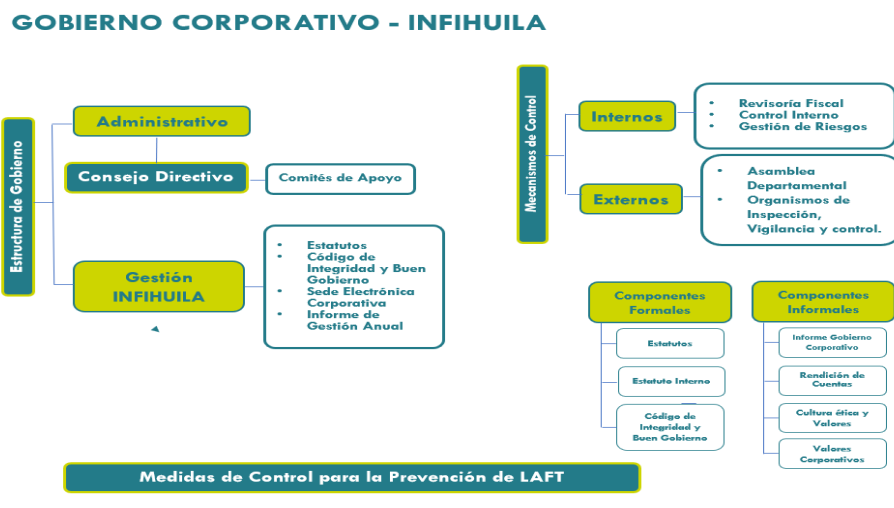 GOBIERNO CORPORATIVO - INFIHUILA
Estructura de Gobierno
Administrativo
Consejo Directivo
Comités de Apoyo
Gestión
INFIHUILA
• Estatutos
• Código de
Integridad y Buen
Gobierno
• Sede Electrónica
Corporativa
• Informe de
Gestión Anual
Mecanismos de Control
Internos
• Revisoría Fiscal
• Control Interno
• Gestión de Riesgos
Externos
• Asamblea
Departamental
• Organismos de
Inspección,
Vigilancia y control.
Componentes
Formales
Estatutos
Estatuto Interno
Código de
Integridad y
Buen Gobierno
Componentes
Informales
Informe Gobierno
Corporativo
Rendición de
Cuentas
Cultura ética y
Valores
Valores
Corporativos
Medidas de Control para la Prevención de LAFT